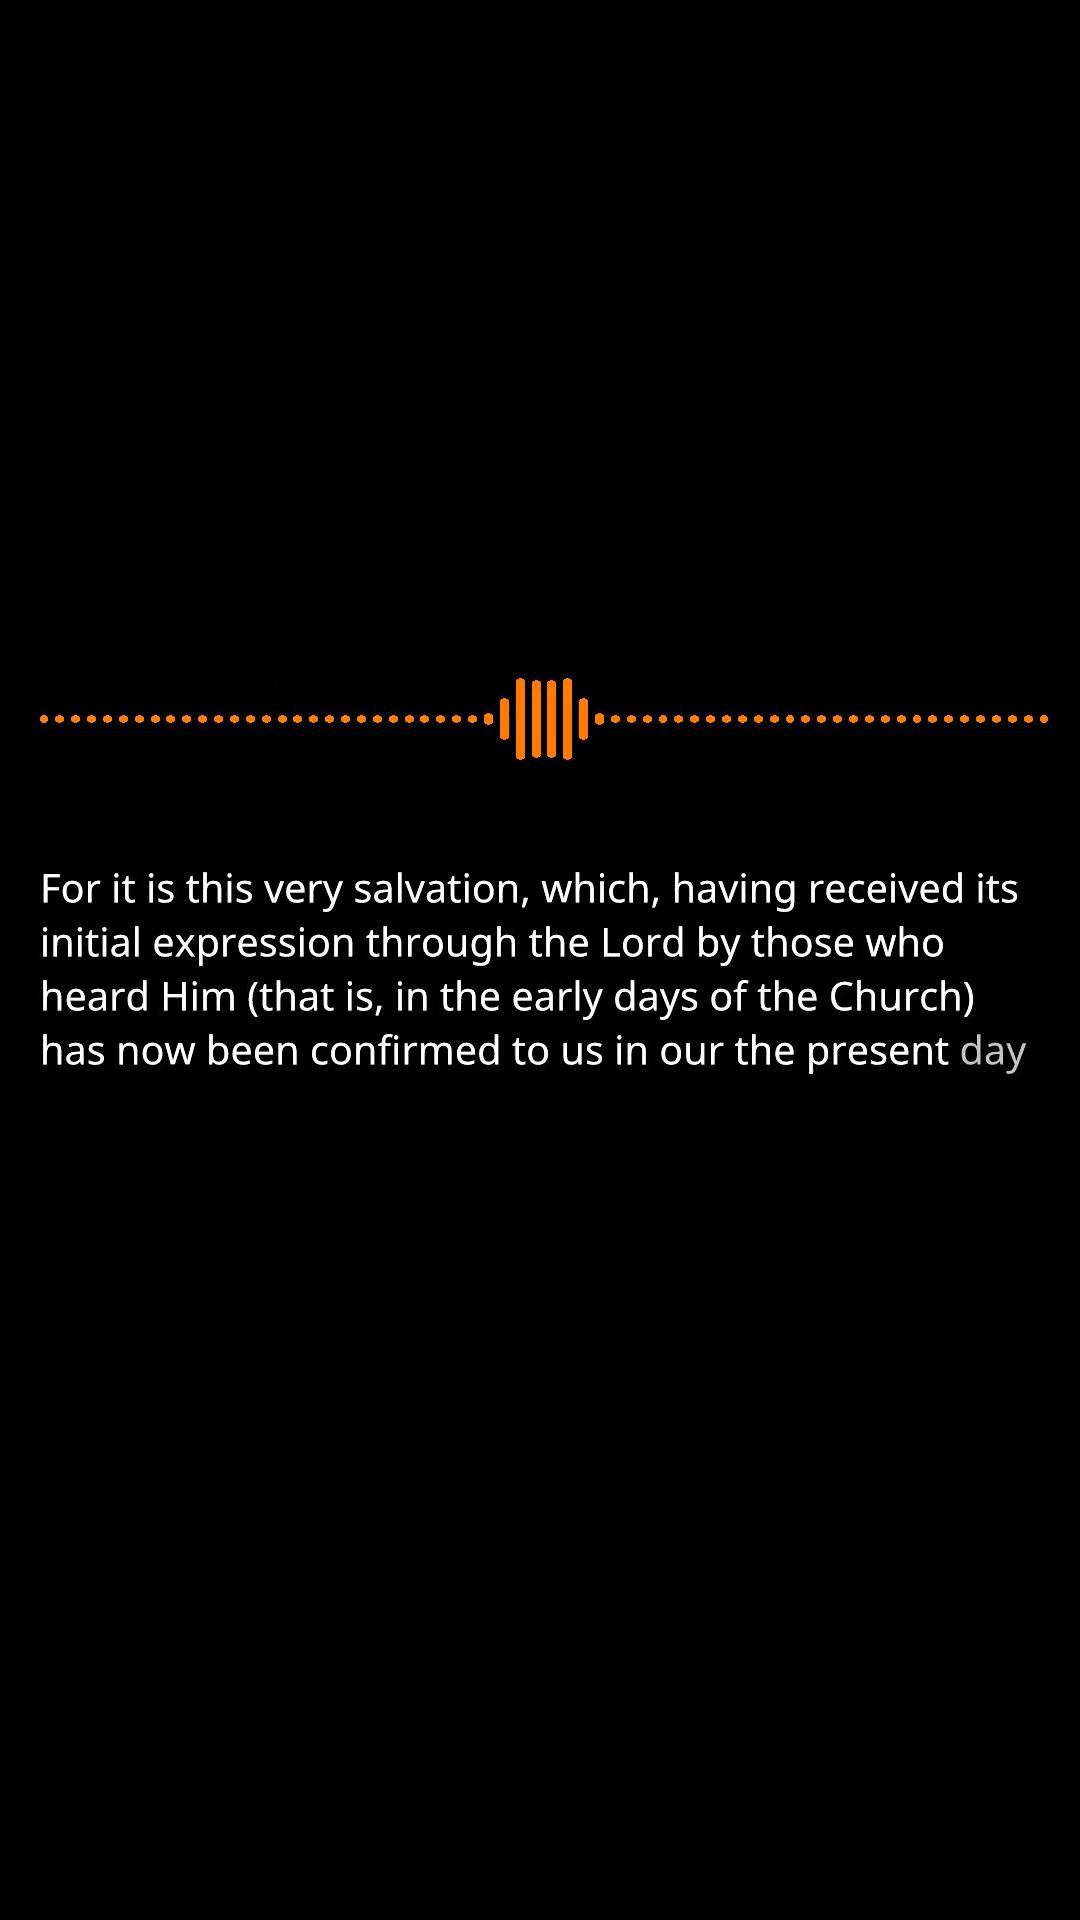 For it is this very salvation, which, having received its
initial expression through the Lord by those who
heard Him (that is, in the early days of the Church)
has now been confirmed to us in our the present day